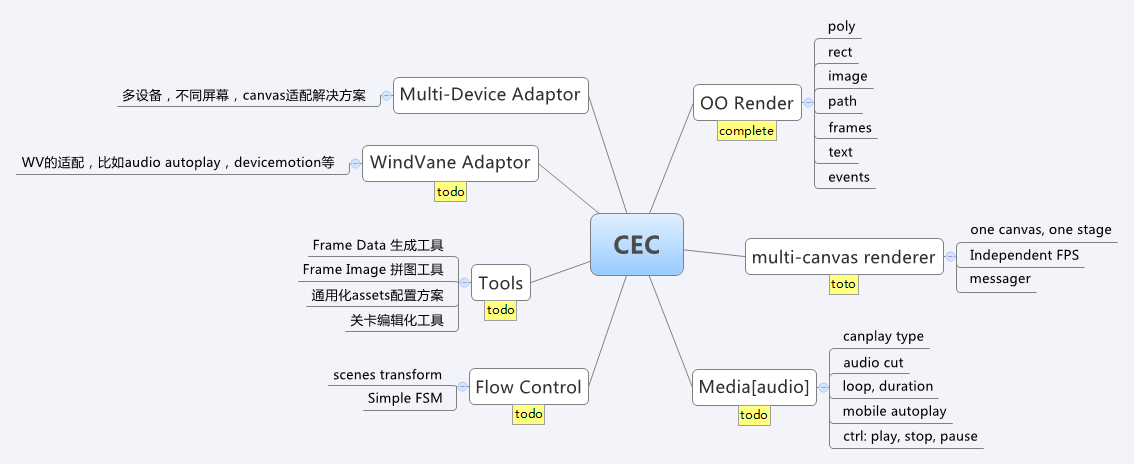 CEC
OO Render
complete
poly
rect
image
path
frames
text
events
multi-canvas renderer
toto
one canvas, one stage
Independent FPS
messager
Media[audio]
todo
canplay type
audio cut
loop, duration
mobile autoplay
ctrl: play, stop, pause
Multi-Device Adaptor
多设备，不同屏幕，canvas适配解决方案
WindVane Adaptor
todo
WV的适配，比如audio autoplay，devicemotion等
Tools
todo
Frame Data 生成工具
Frame Image 拼图工具
通用化assets配置方案
关卡编辑化工具
Flow Control
todo
scenes transform
Simple FSM